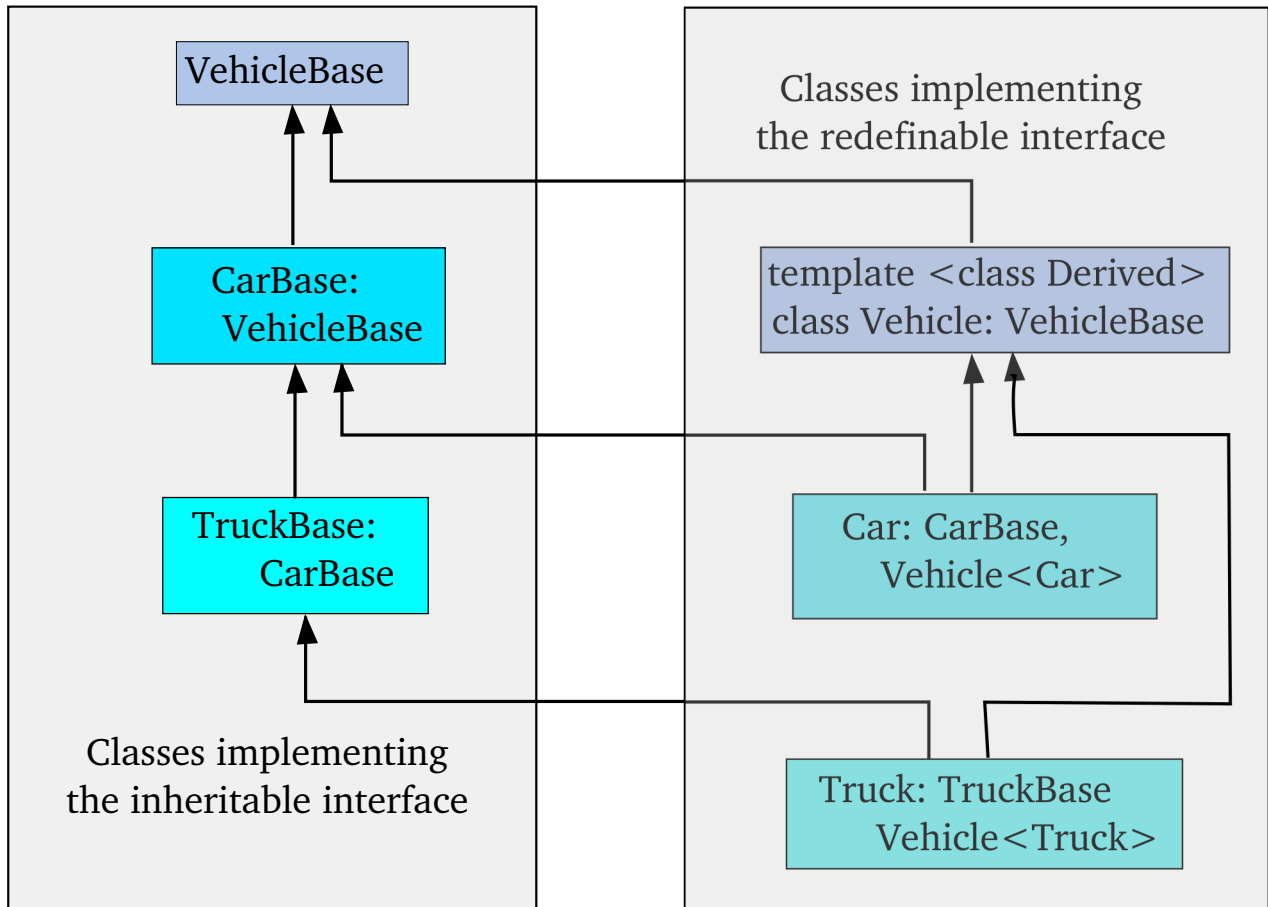 VehicleBase
CarBase:
VehicleBase
TruckBase:
CarBase
Classes implementing
the inheritable interface
Classes implementing
the redefinable interface
template <class Derived>
class Vehicle: VehicleBase
Car: CarBase,
Vehicle<Car>
Truck: TruckBase
Vehicle<Truck>